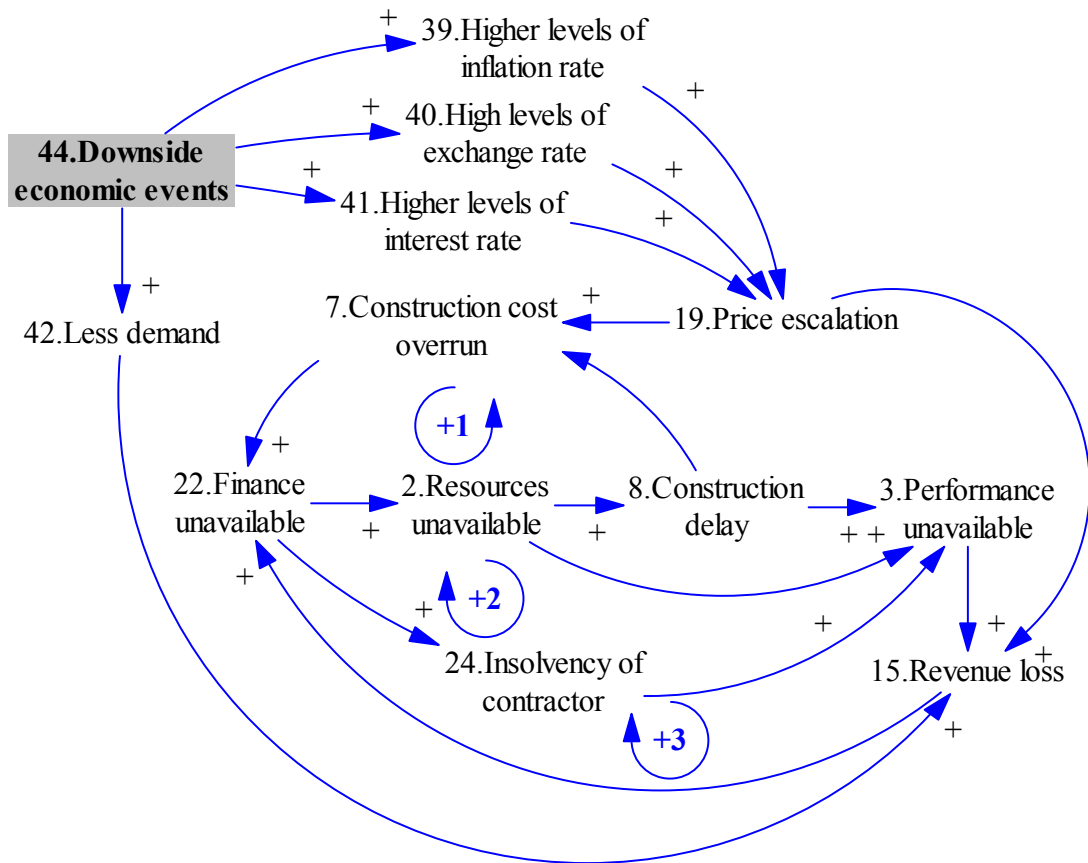 +
39.Higher levels of
inflation rate
+
+
40.High levels of
exchange rate
44.Downside
economic events
+
+
41.Higher levels of
interest rate
+
+
7.Construction cost
overrun
+
19.Price escalation
42.Less demand
+1
+
22.Finance
unavailable
2.Resources
unavailable
8.Construction
delay
3.Performance
unavailable
+
+
+ +
+
+2
+
+
+
+
24.Insolvency of
contractor
15.Revenue loss
+3
+